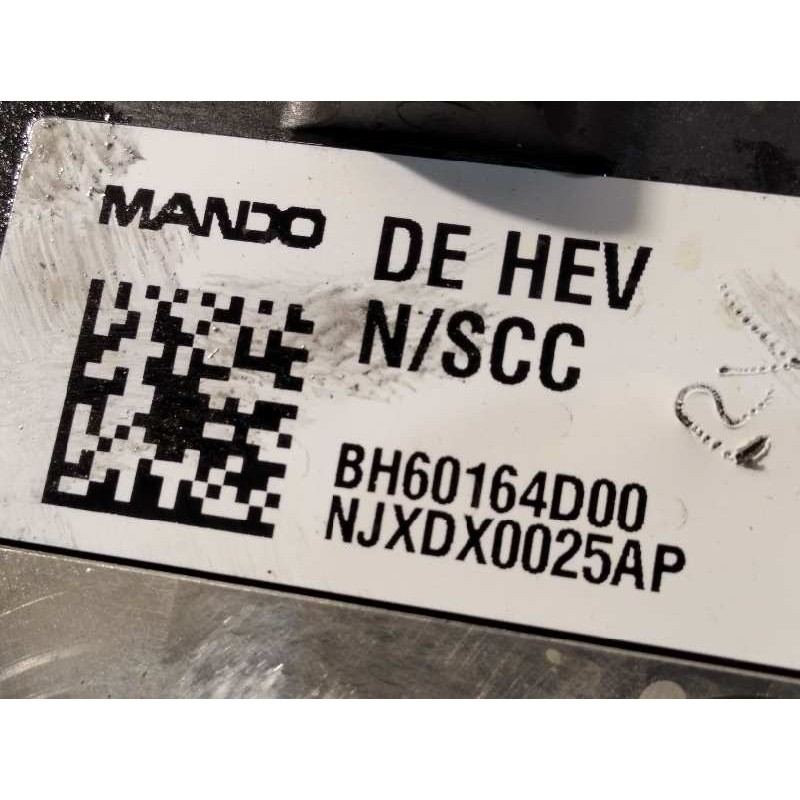 MANDO
DE HEV
N/SCC
BH60164D00
NJXDX0025AP